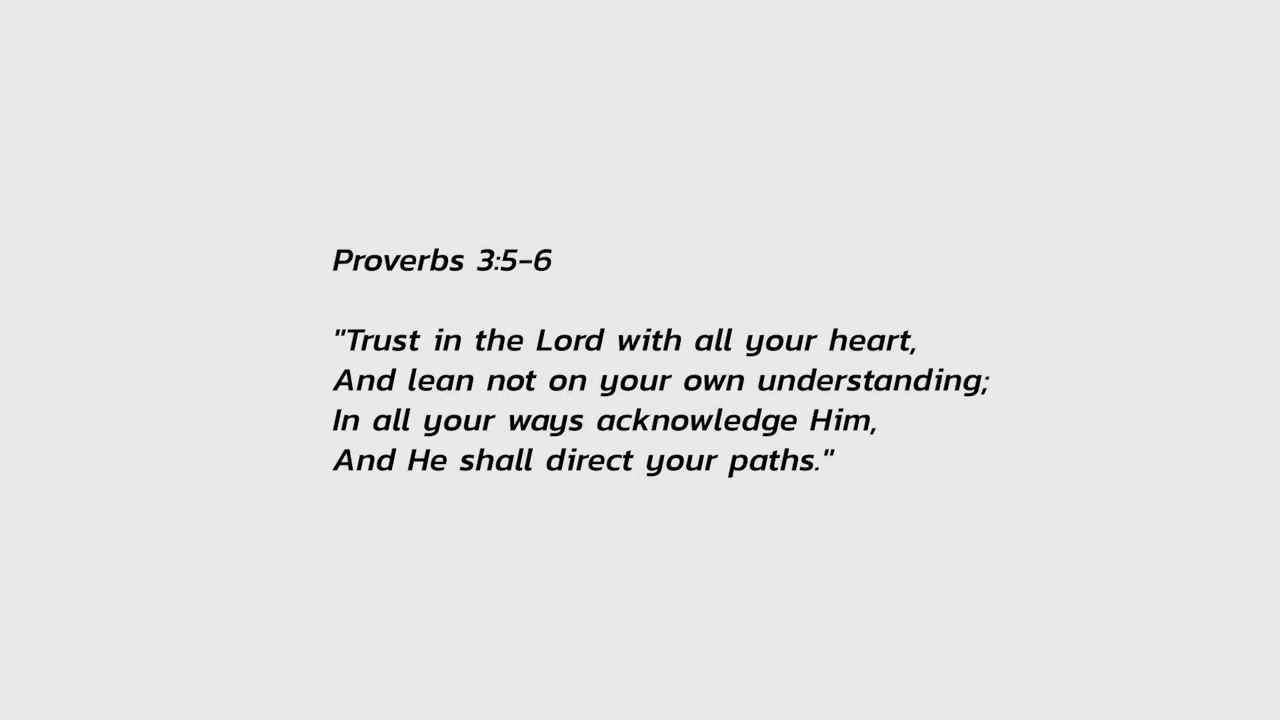 Proverbs 3:5-6
"Trust in the Lord with all your heart,
And lean not on your own understanding;
In all your ways acknowledge Him,
And He shall direct your paths."